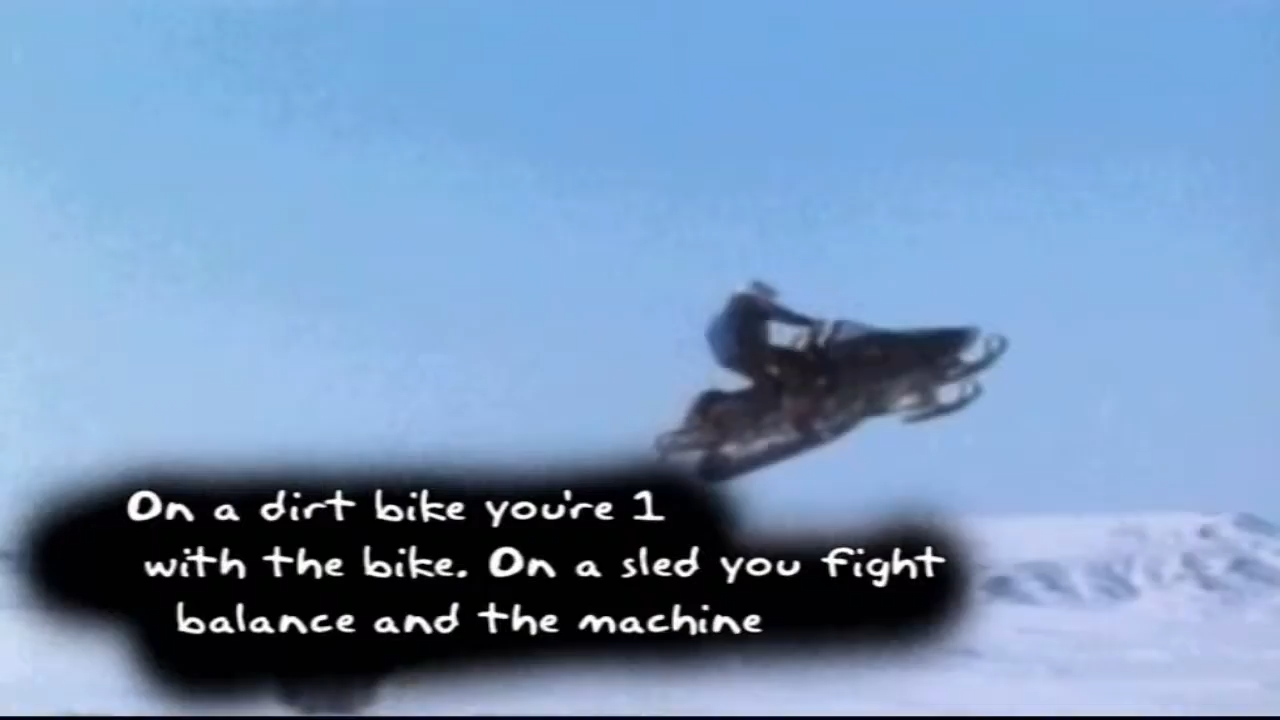 On a dirt bike you're 1
with the bike. On a sled you fight
balance and the machine